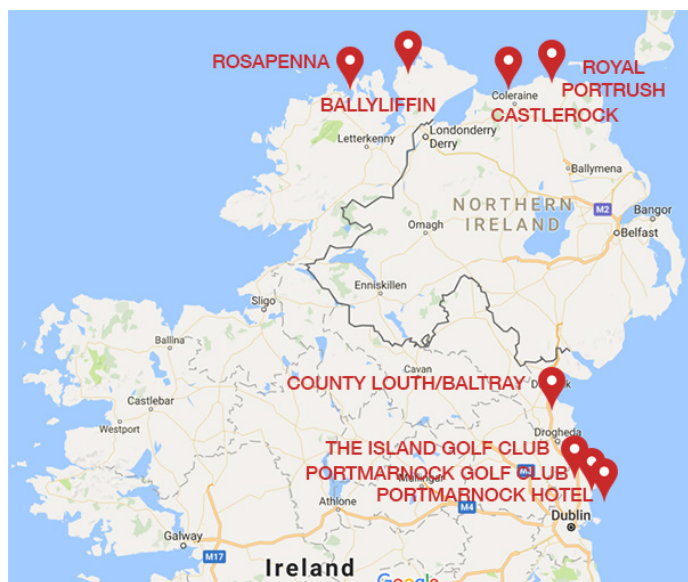 ROSAPENNA
ROYAL
PORTRUSH
BALLYLIFFIN
Coleraine
CASTLEROCK
Letterkenny
Londonderry
Derry
Ballymena
NORTHERN
IRELAND
M2
Bangor
Belfast
Omagh
Enniskillen
Sligo
Ballina
Cavan
COUNTY LOUTH/BALTRAY
Castlebar
Westport
Drogheda
THE ISLAND GOLF CLUB
PORTMARNOCK GOLF CLUB
M3
Mullingar
PORTMARNOCK HOTEL
Athlone
M4
Dublin
Galway
M17
Ireland
Google